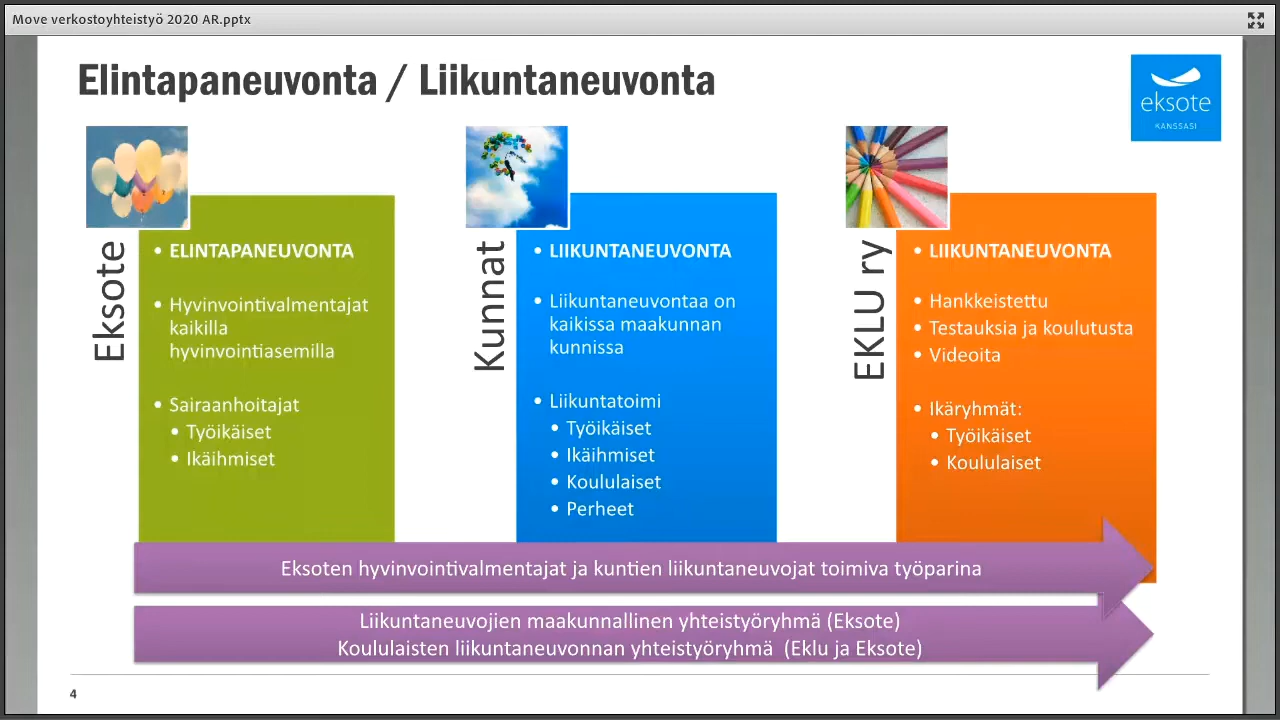 Move verkostoyhteistyö 2020 AR.pptx
Elintapaneuvonta / Liikuntaneuvonta
eksote
KANSSASI
Eksote
• ELINTAPANEUVONTA
• Hyvinvointivalmentajat
kaikilla
hyvinvointiasemilla
• Sairaanhoitajat
• Työikäiset
• Ikäihmiset
Kunnat
• LIIKUNTANEUVONTA
• Liikuntaneuvontaa on
kaikissa maakunnan
kunnissa
• Liikuntatoimi
• Työikäiset
• Ikäihmiset
• Koululaiset
• Perheet
EKLU ry
• LIIKUNTANEUVONTA
• Hankkeistettu
• Testauksia ja koulutusta
• Videoita
• Ikäryhmät:
• Työikäiset
• Koululaiset
Eksoten hyvinvointivalmentajat ja kuntien liikuntaneuvojat toimiva työparina
Liikuntaneuvojien maakunnallinen yhteistyöryhmä (Eksote)
Koululaisten liikuntaneuvonnan yhteistyöryhmä (Eklu ja Eksote)
4